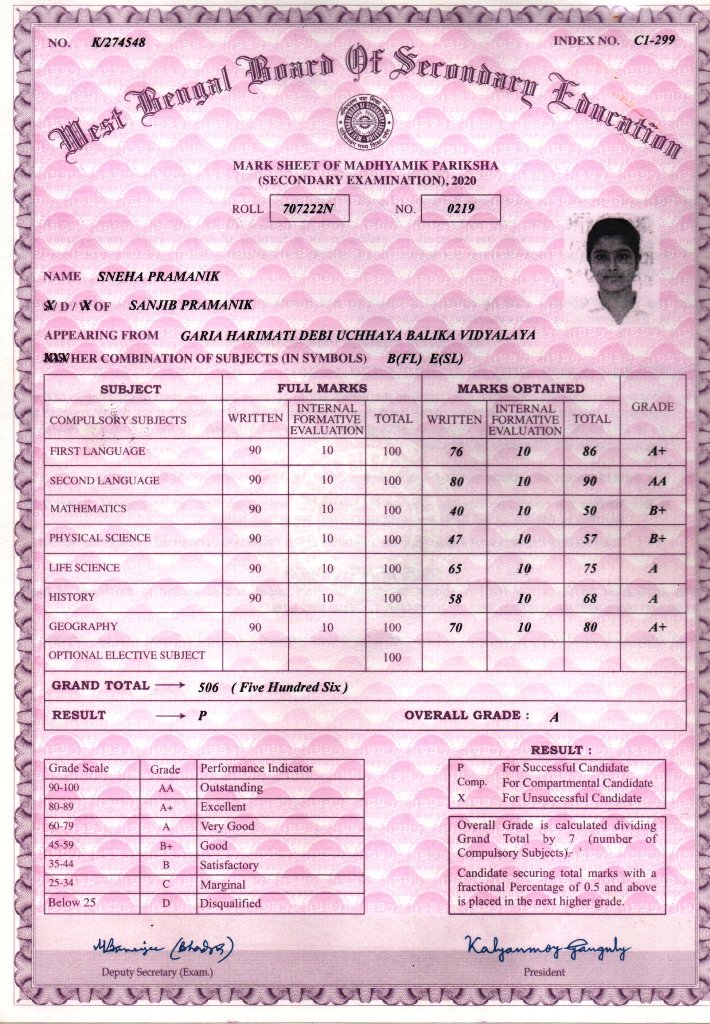 NO. K/274548 INDEX NO. C1-299
West Bengal Board Of Secondary Education
MARK SHEET OF MADHYAMIK PARIKSHA
(SECONDARY EXAMINATION), 2020
ROLL 707222N NO. 0219
NAME SNEHA PRAMANIK
/ D / OF SANJIB PRAMANIK
APPEARING FROM GARIA HARIMATI DEBI UCHHAYA BALIKA VIDYALAYA
/HER COMBINATION OF SUBJECTS (IN SYMBOLS) B(FL) E(SL)
SUBJECT FULL MARKS MARKS OBTAINED GRADE
COMPULSORY SUBJECTS WRITTEN INTERNAL FORMATIVE EVALUATION TOTAL WRITTEN INTERNAL FORMATIVE EVALUATION TOTAL
FIRST LANGUAGE 90 10 100 76 10 86 A+
SECOND LANGUAGE 90 10 100 80 10 90 AA
MATHEMATICS 90 10 100 40 10 50 B+
PHYSICAL SCIENCE 90 10 100 47 10 57 B+
LIFE SCIENCE 90 10 100 65 10 75 A
HISTORY 90 10 100 58 10 68 A
GEOGRAPHY 90 10 100 70 10 80 A+
OPTIONAL ELECTIVE SUBJECT 100
GRAND TOTAL → 506 ( Five Hundred Six )
RESULT → P OVERALL GRADE : A
Grade Scale Grade Performance Indicator
90-100 AA Outstanding
80-89 A+ Excellent
60-79 A Very Good
45-59 B+ Good
35-44 B Satisfactory
25-34 C Marginal
Below 25 D Disqualified
RESULT :
P For Successful Candidate
Comp. For Compartmental Candidate
X For Unsuccessful Candidate
Overall Grade is calculated dividing
Grand Total by 7 (number of
Compulsory Subjects).
Candidate securing total marks with a
fractional Percentage of 0.5 and above
is placed in the next higher grade.
Kalyanmoy Ganguly
Deputy Secretary (Exam.) President